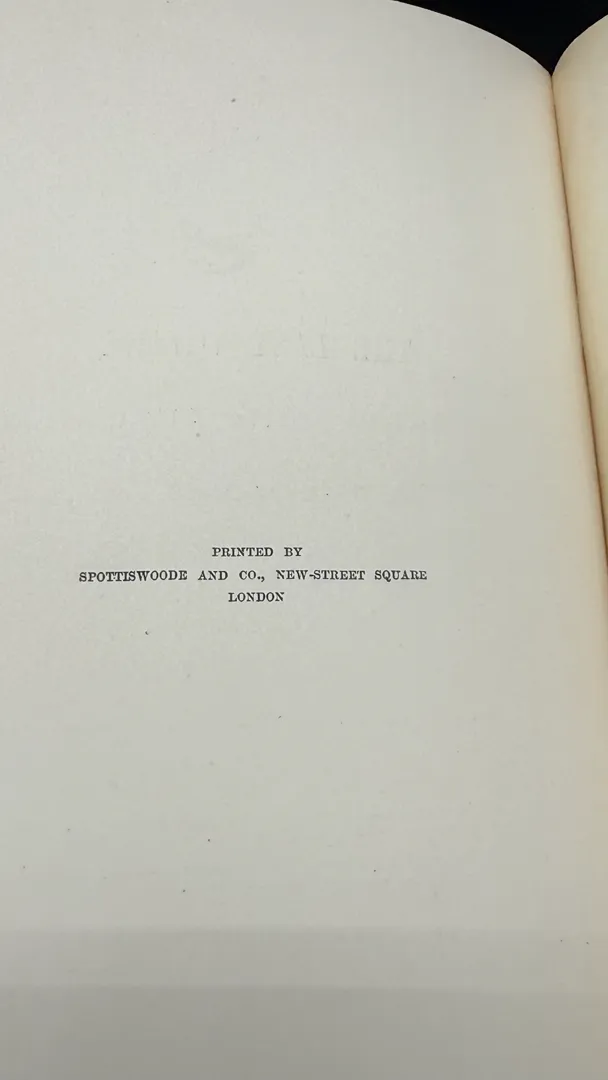 PRINTED BY
SPOTTISWOODE AND CO., NEW-STREET SQUARE
LONDON